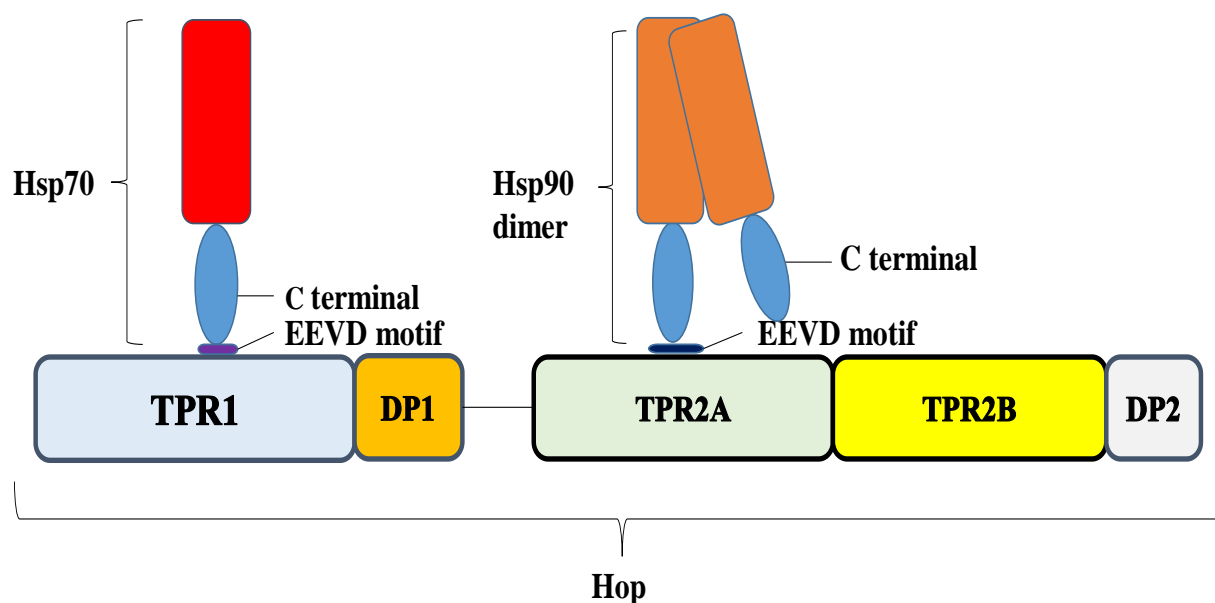 Hsp70
C terminal
EEVD motif
Hsp90
dimer
C terminal
EEVD motif
TPR1
DP1
TPR2A
TPR2B
DP2
Hop